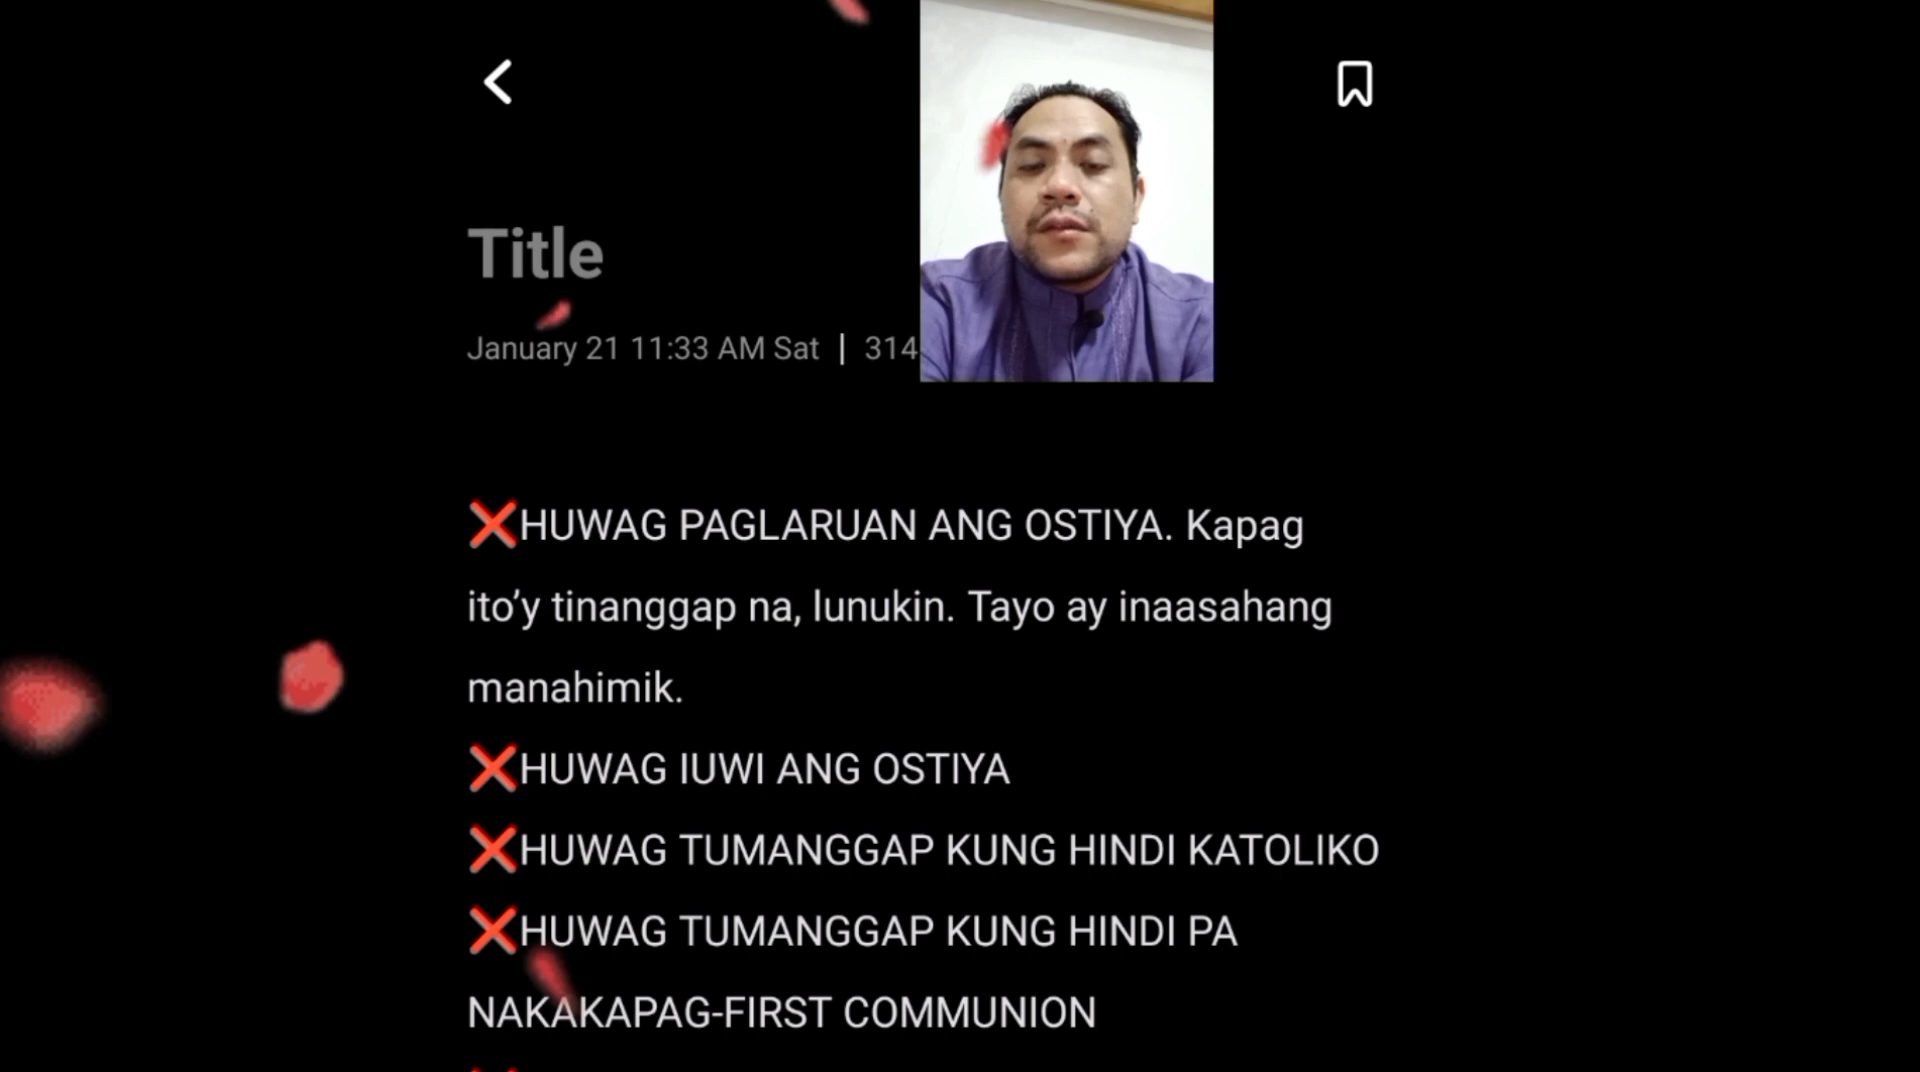 Title
January 21 11:33 AM Sat | 314
❌HUWAG PAGLARUAN ANG OSTIYA. Kapag
ito’y tinanggap na, lunukin. Tayo ay inaasahang
manahimik.
❌HUWAG IUWI ANG OSTIYA
❌HUWAG TUMANGGAP KUNG HINDI KATOLIKO
❌HUWAG TUMANGGAP KUNG HINDI PA
NAKAKAPAG-FIRST COMMUNION